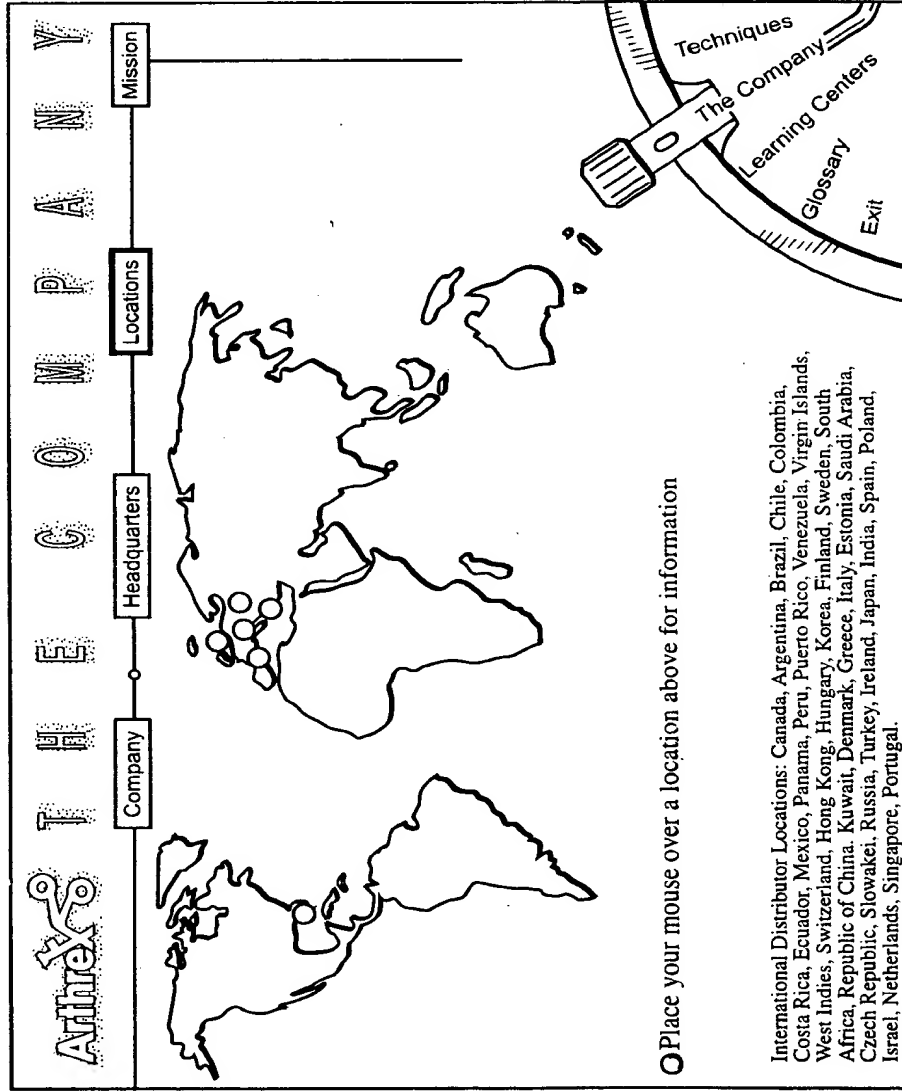 Arthrex THE COMPANY
Company
Headquarters
Locations
Mission
O Place your mouse over a location above for information
International Distributor Locations: Canada, Argentina, Brazil, Chile, Colombia,
Costa Rica, Ecuador, Mexico, Panama, Peru, Puerto Rico, Venezuela, Virgin Islands,
West Indies, Switzerland, Hong Kong, Hungary, Korea, Finland, Sweden, South
Africa, Republic of China. Kuwait, Denmark, Greece, Italy, Estonia, Saudi Arabia,
Czech Republic, Slowakei, Russia, Turkey, Ireland, Japan, India, Spain, Poland,
Israel, Netherlands, Singapore, Portugal.
Techniques
The Company
Learning Centers
Glossary
Exit